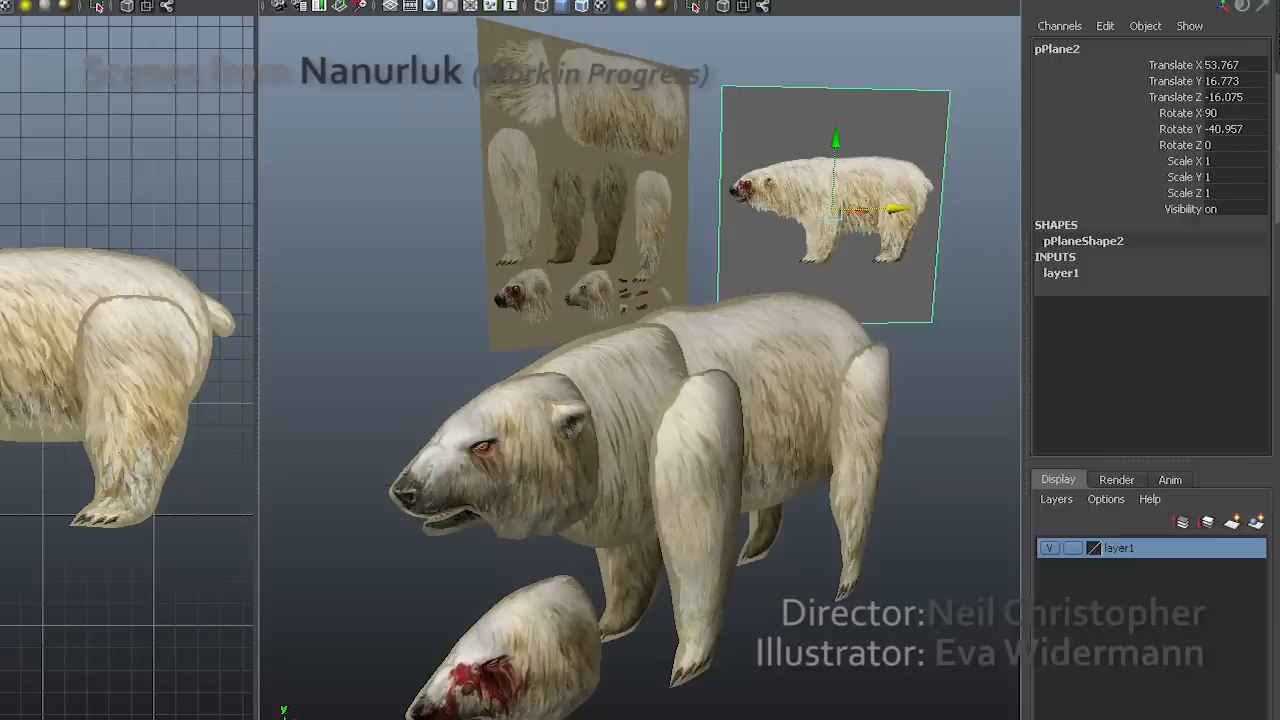 Scenes from Nanurluk (Work in Progress)
Channels Edit Object Show
pPlane2
Translate X 53.767
Translate Y 16.773
Translate Z -16.075
Rotate X 90
Rotate Y -40.957
Rotate Z 0
Scale X 1
Scale Y 1
Scale Z 1
Visibility on
SHAPES
pPlaneShape2
INPUTS
layer1
Display Render Anim
Layers Options Help
V layer1
Director: Neil Christopher
Illustrator: Eva Widermann
y